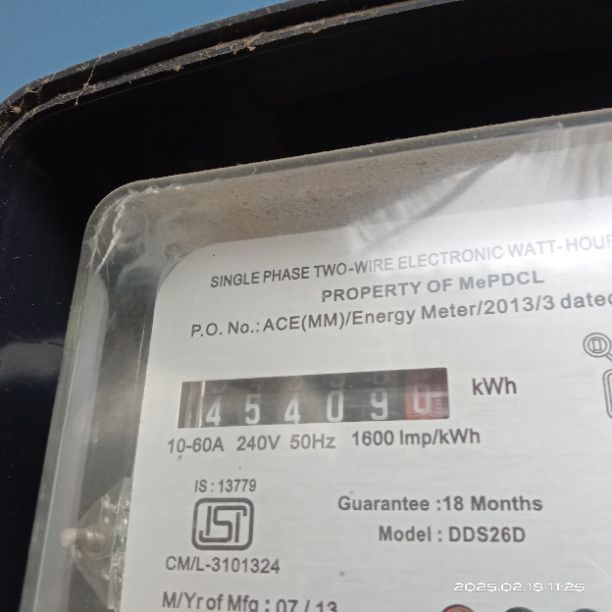 SINGLE PHASE TWO-WIRE ELECTRONIC WATT-HOUR
PROPERTY OF MePDCL
P.O. No.: ACE(MM)/Energy Meter/2013/3 dated
454090 kWh
10-60A 240V 50Hz 1600 Imp/kWh
IS : 13779
ISI
CM/L-3101324
Guarantee :18 Months
Model : DDS26D
M/Yr of Mfg : 07 / 13
2025.02.18 11:25